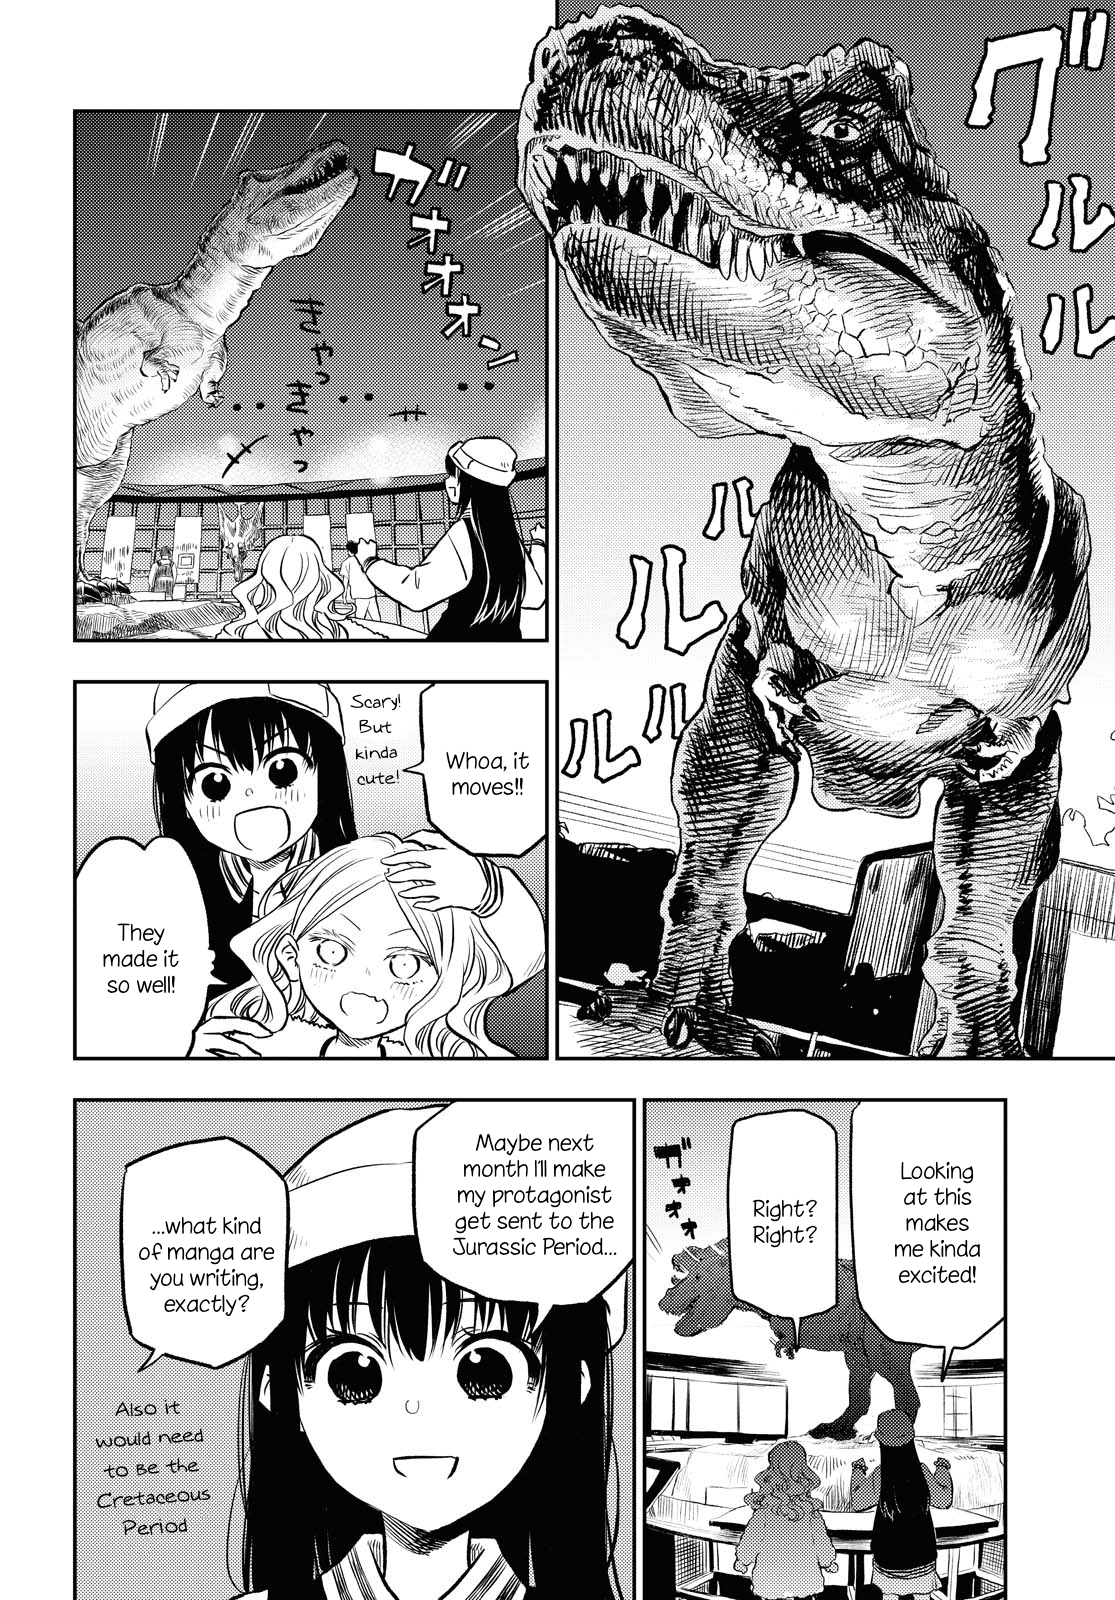 グルルルルルル
ガオオオオン
きゃっ
きゃっ
Whoa, it
moves!!
Scary!
But
kinda
cute!
They
made it
so well!
Looking
at this
makes
me kinda
excited!
Right?
Right?
ガオオオ
Maybe next
month I'll make
my protagonist
get sent to the
Jurassic Period...
...what kind
of manga are
you writing,
exactly?
Also it
would need
to be the
Cretaceous
Period